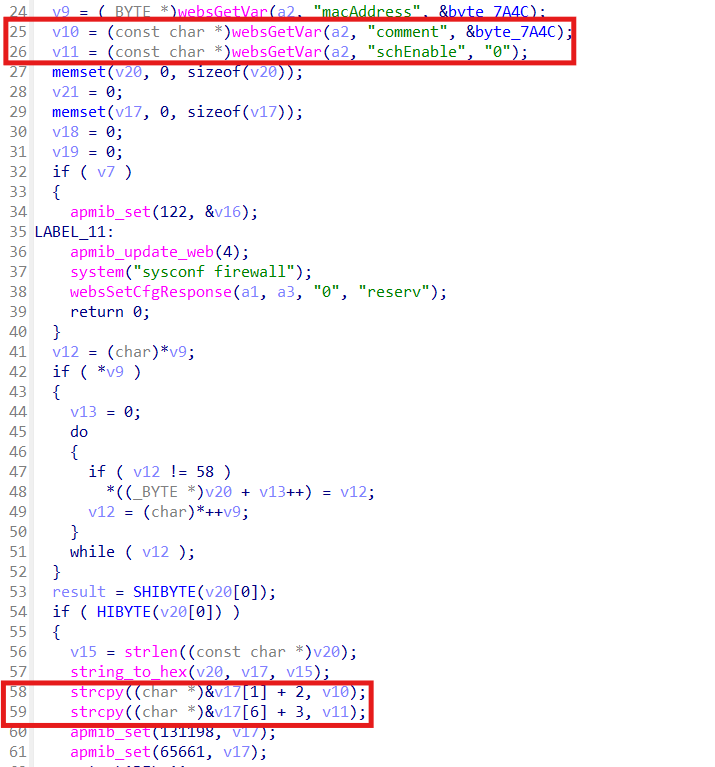 24 v9 = ( BYTE *)websGetVar(a2, "macAddress", &byte_7A4C);
25 v10 = (const char *)websGetVar(a2, "comment", &byte_7A4C);
26 v11 = (const char *)websGetVar(a2, "schEnable", "0");
27 memset(v20, 0, sizeof(v20));
28 v21 = 0;
29 memset(v17, 0, sizeof(v17));
30 v18 = 0;
31 v19 = 0;
32 if ( v7 )
33 {
34 apmib_set(122, &v16);
35 LABEL_11:
36 apmib_update_web(4);
37 system("sysconf firewall");
38 websSetCfgResponse(a1, a3, "0", "reserv");
39 return 0;
40 }
41 v12 = (char)*v9;
42 if ( *v9 )
43 {
44 v13 = 0;
45 do
46 {
47 if ( v12 != 58 )
48 *((_BYTE *)v20 + v13++) = v12;
49 v12 = (char)*++v9;
50 }
51 while ( v12 );
52 }
53 result = SHIBYTE(v20[0]);
54 if ( HIBYTE(v20[0]) )
55 {
56 v15 = strlen((const char *)v20);
57 string_to_hex(v20, v17, v15);
58 strcpy((char *)&v17[1] + 2, v10);
59 strcpy((char *)&v17[6] + 3, v11);
60 apmib_set(131198, v17);
61 apmib_set(65661, v17);